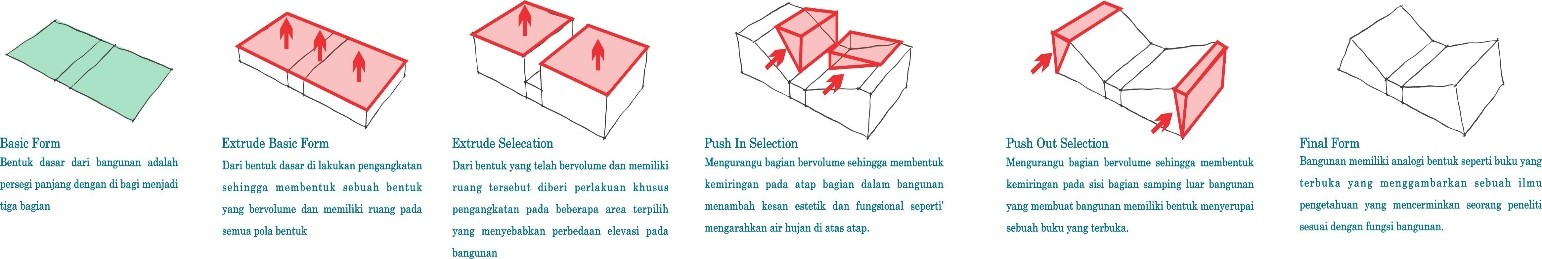 Basic Form
Bentuk dasar dari bangunan adalah
persegi panjang dengan di bagi menjadi
tiga bagian
Extrude Basic Form
Dari bentuk dasar di lakukan pengangkatan
sehingga membentuk sebuah bentuk
yang bervolume dan memiliki ruang pada
semua pola bentuk
Extrude Selecation
Dari bentuk yang telah bervolume dan memiliki
ruang tersebut diberi perlakuan khusus
pengangkatan pada beberapa area terpilih
yang menyebabkan perbedaan elevasi pada
bangunan
Push In Selection
Mengurangu bagian bervolume sehingga membentuk
kemiringan pada atap bagian dalam bangunan
menambah kesan estetik dan fungsional seperti'
mengarahkan air hujan di atas atap.
Push Out Selection
Mengurangu bagian bervolume sehingga membentuk
kemiringan pada sisi bagian samping luar bangunan
yang membuat bangunan memiliki bentuk menyerupai
sebuah buku yang terbuka.
Final Form
Bangunan memiliki analogi bentuk seperti buku yang
terbuka yang menggambarkan sebuah ilmu
pengetahuan yang mencerminkan seorang peneliti
sesuai dengan fungsi bangunan.